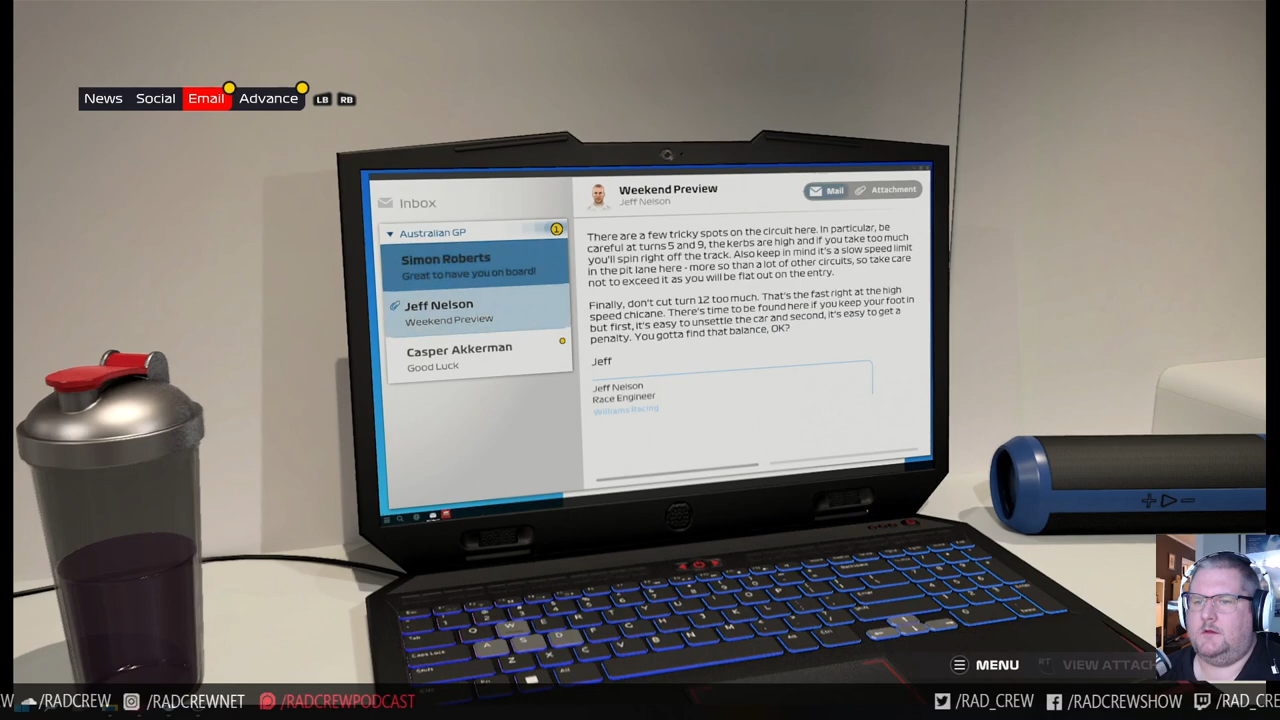 News Social Email Advance LB RB
Inbox
Australian GP 1
Simon Roberts
Great to have you on board!
Jeff Nelson
Weekend Preview
Casper Akkerman
Good Luck
Weekend Preview
Jeff Nelson
Mail Attachment
There are a few tricky spots on the circuit here. In particular, be
careful at turns 5 and 9, the kerbs are high and if you take too much
you'll spin right off the track. Also keep in mind it's a slow speed limit
in the pit lane here - more so than a lot of other circuits, so take care
not to exceed it as you will be flat out on the entry.
Finally, don't cut turn 12 too much. That's the fast right at the high
speed chicane. There's time to be found here if you keep your foot in
but first, it's easy to unsettle the car and second, it's easy to get a
penalty. You gotta find that balance, OK?
Jeff
Jeff Nelson
Race Engineer
Williams Racing
MENU RT VIEW ATTACH
W /RADCREW /RADCREWNET /RADCREWPODCAST /RAD_CREW /RADCREWSHOW /RAD_CRE